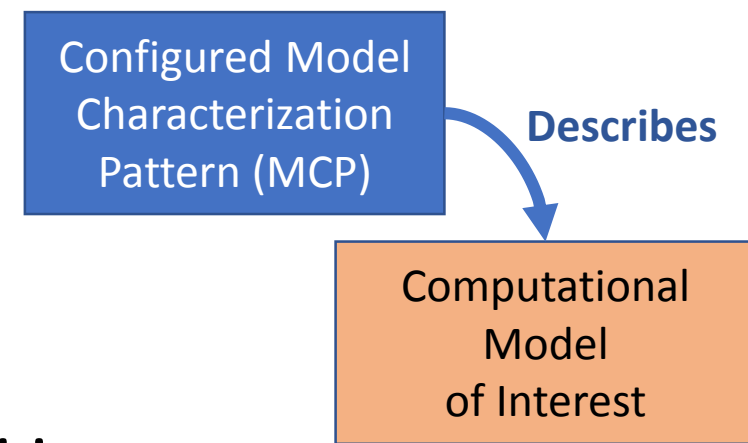 Configured Model
Characterization
Pattern (MCP)
Describes
Computational
Model
of Interest